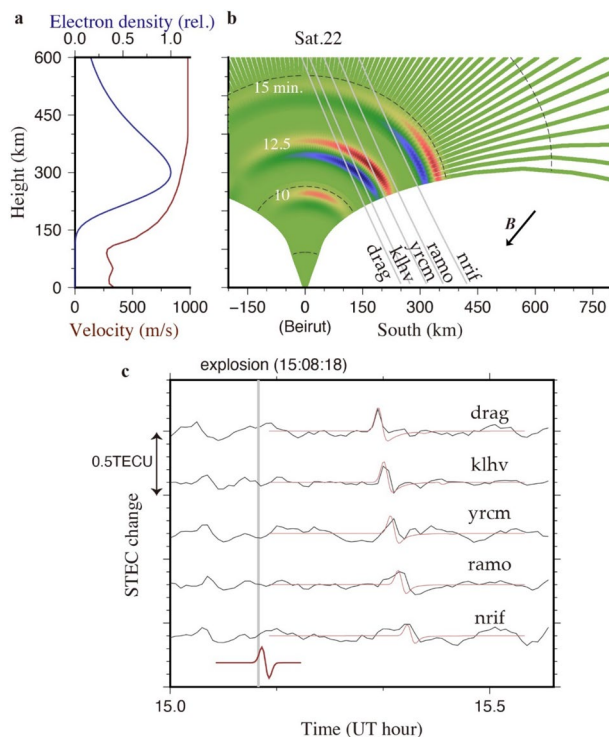 a
Electron density (rel.)
0.0 0.5 1.0
600
450
300
150
0
Height (km)
0 500 1000
Velocity (m/s)
b
Sat.22
15 min.
12.5
10
B
drag
klhv
yrcm
ramo
nrif
−150 0 150 300 450 600 750
(Beirut)
South (km)
c
explosion (15:08:18)
0.5TECU
STEC change
drag
klhv
yrcm
ramo
nrif
15.0 15.5
Time (UT hour)